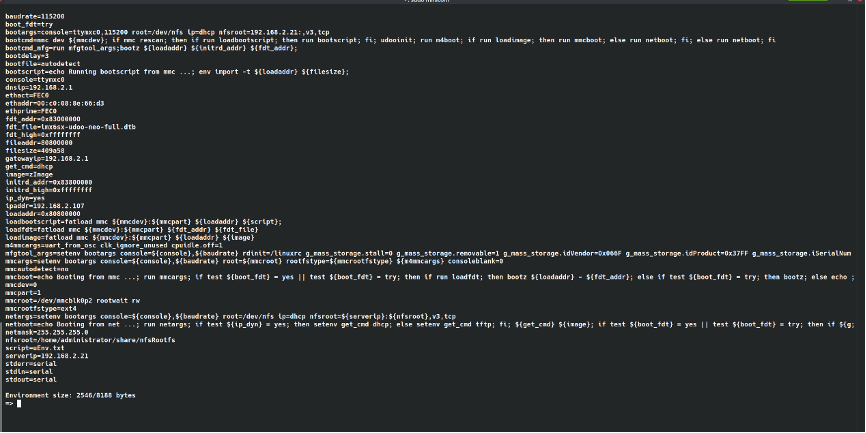 baudrate=115200
boot_fdt=try
bootargs=console=ttymxc0,115200 root=/dev/nfs ip=dhcp nfsroot=192.168.2.21:,v3,tcp
bootcmd=mmc dev ${mmcdev}; if mmc rescan; then if run loadbootscript; then run bootscript; fi; udooinit; run m4boot; if run loadimage; then run mmcboot; else run netboot; fi; else run netboot; fi
bootcmd_mfg=run mfgtool_args;bootz ${loadaddr} ${initrd_addr} ${fdt_addr};
bootdelay=3
bootfile=autodetect
bootscript=echo Running bootscript from mmc ...; env import -t ${loadaddr} ${filesize};
console=ttymxc0
dnsip=192.168.2.1
ethact=FEC0
ethaddr=00:c0:08:8e:66:d3
ethprime=FEC0
fdt_addr=0x83000000
fdt_file=imx6sx-udoo-neo-full.dtb
fdt_high=0xffffffff
fileaddr=80800000
filesize=409a58
gatewayip=192.168.2.1
get_cmd=dhcp
image=zImage
initrd_addr=0x83800000
initrd_high=0xffffffff
ip_dyn=yes
ipaddr=192.168.2.107
loadaddr=0x80800000
loadbootscript=fatload mmc ${mmcdev}:${mmcpart} ${loadaddr} ${script};
loadfdt=fatload mmc ${mmcdev}:${mmcpart} ${fdt_addr} ${fdt_file}
loadimage=fatload mmc ${mmcdev}:${mmcpart} ${loadaddr} ${image}
m4mmcargs=uart_from_osc clk_ignore_unused cpuidle.off=1
mfgtool_args=setenv bootargs console=${console},${baudrate} rdinit=/linuxrc g_mass_storage.stall=0 g_mass_storage.removable=1 g_mass_storage.idVendor=0x066F g_mass_storage.idProduct=0x37FF g_mass_storage.iSerialNum
mmcargs=setenv bootargs console=${console},${baudrate} root=${mmcroot} rootfstype=${mmcrootfstype} ${m4mmcargs} consoleblank=0
mmcautodetect=no
mmcboot=echo Booting from mmc ...; run mmcargs; if test ${boot_fdt} = yes || test ${boot_fdt} = try; then if run loadfdt; then bootz ${loadaddr} - ${fdt_addr}; else if test ${boot_fdt} = try; then bootz; else echo ;
mmcdev=0
mmcpart=1
mmcroot=/dev/mmcblk0p2 rootwait rw
mmcrootfstype=ext4
netargs=setenv bootargs console=${console},${baudrate} root=/dev/nfs ip=dhcp nfsroot=${serverip}:${nfsroot},v3,tcp
netboot=echo Booting from net ...; run netargs; if test ${ip_dyn} = yes; then setenv get_cmd dhcp; else setenv get_cmd tftp; fi; ${get_cmd} ${image}; if test ${boot_fdt} = yes || test ${boot_fdt} = try; then if ${g;
netmask=255.255.255.0
nfsroot=/home/administrator/share/nfsRootfs
script=uEnv.txt
serverip=192.168.2.21
stderr=serial
stdin=serial
stdout=serial

Environment size: 2546/8188 bytes
=>